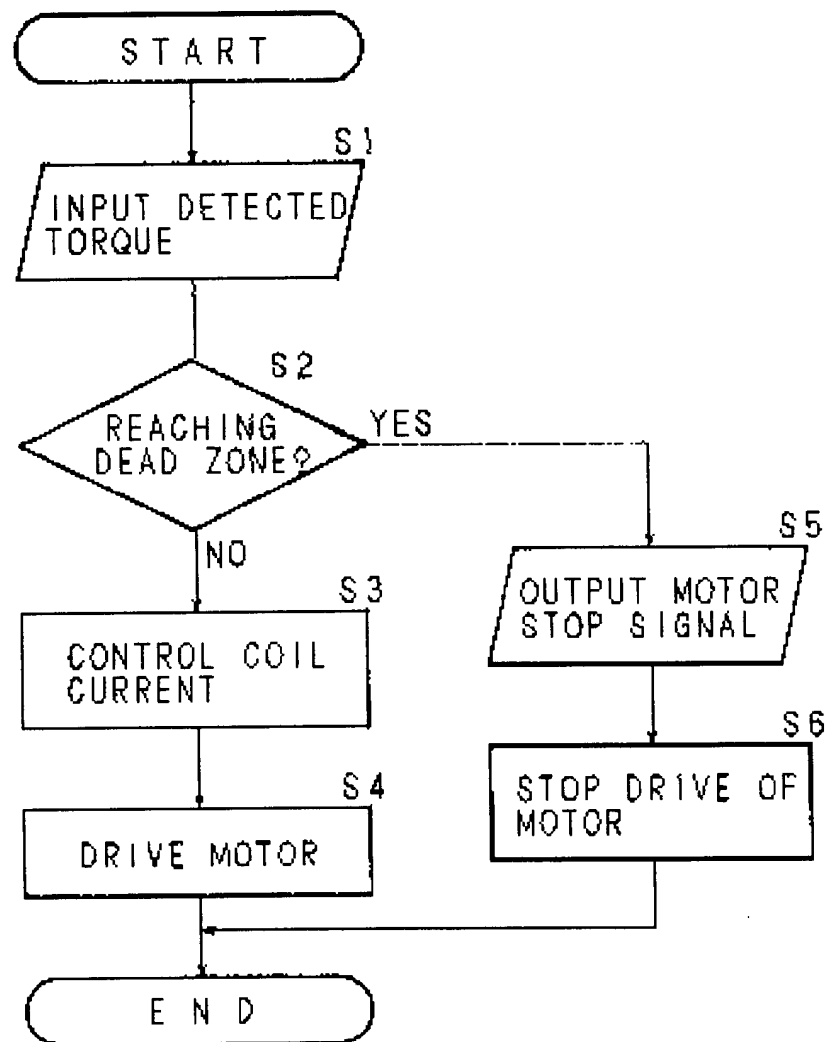 START
S1
INPUT DETECTED
TORQUE
S2
REACHING
DEAD ZONE?
YES
NO
S3
CONTROL COIL
CURRENT
S4
DRIVE MOTOR
S5
OUTPUT MOTOR
STOP SIGNAL
S6
STOP DRIVE OF
MOTOR
END